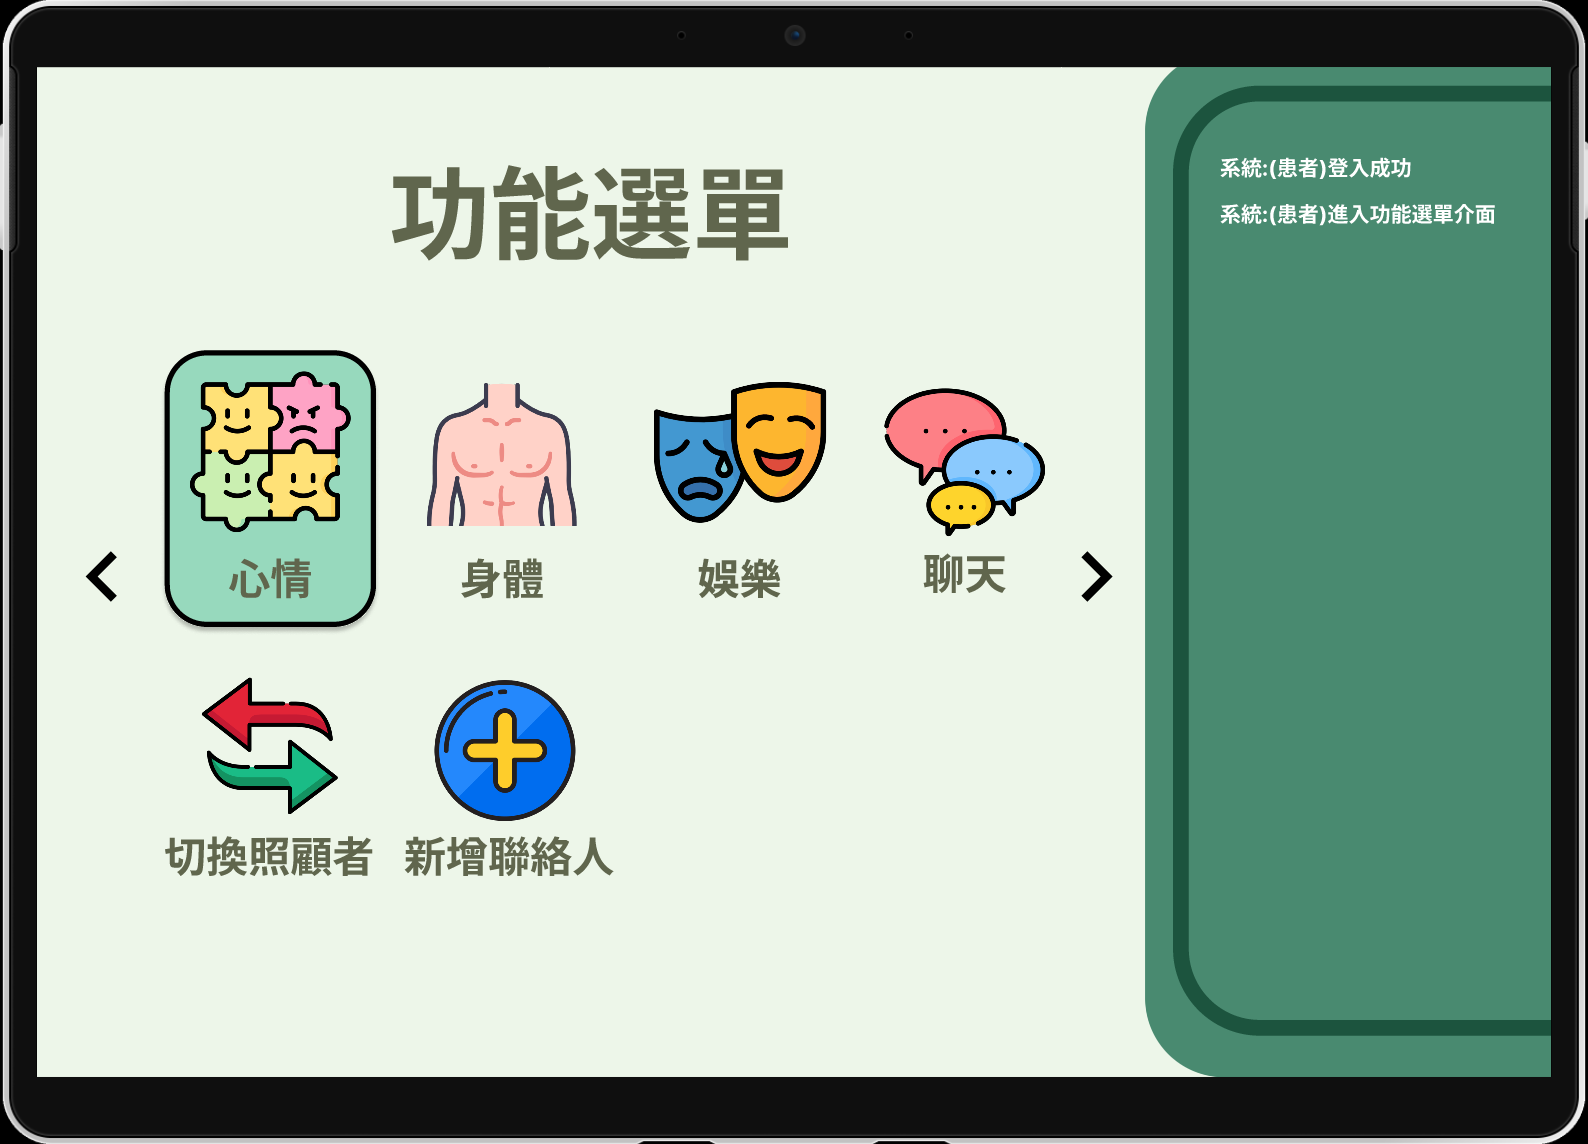 功能選單
系統:(患者)登入成功
系統:(患者)進入功能選單介面
心情
身體
娛樂
聊天
切換照顧者
新增聯絡人